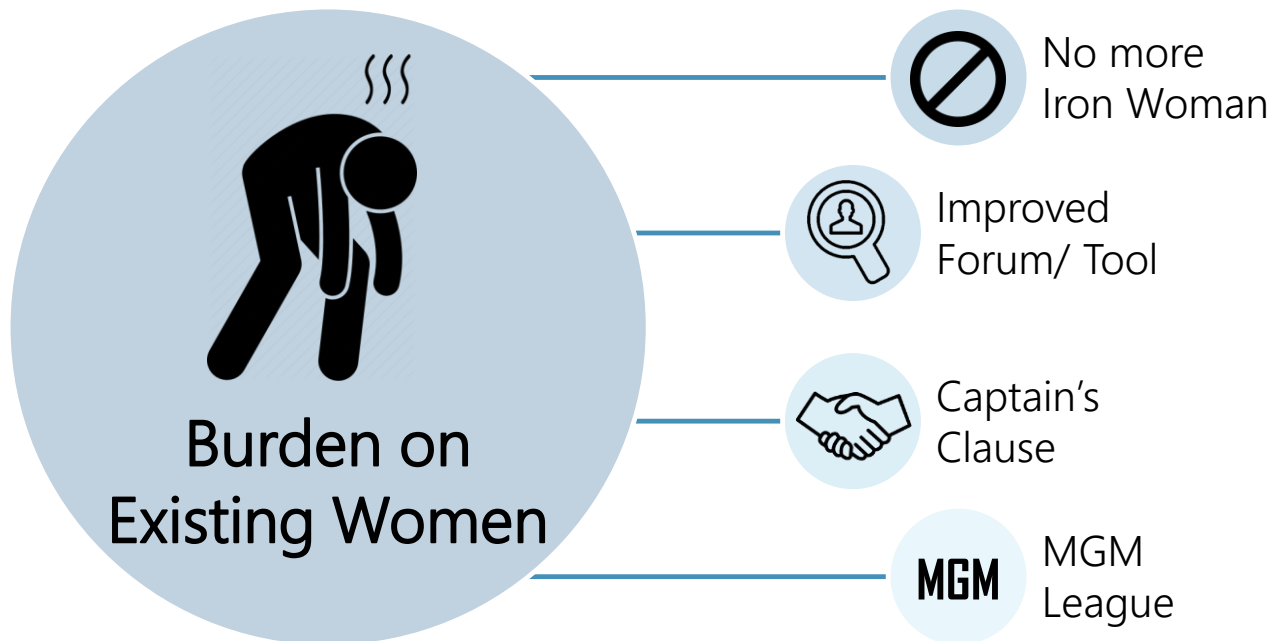 Burden on
Existing Women
No more
Iron Woman
Improved
Forum/ Tool
Captain’s
Clause
MGM
MGM
League